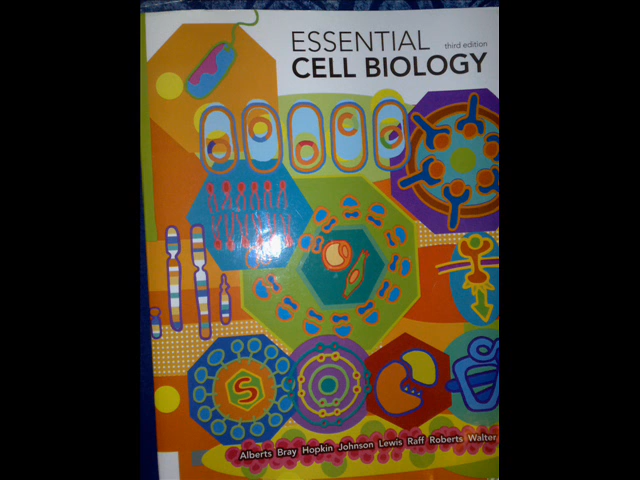 ESSENTIAL third edition
CELL BIOLOGY
S
Alberts Bray Hopkin Johnson Lewis Raff Roberts Walter